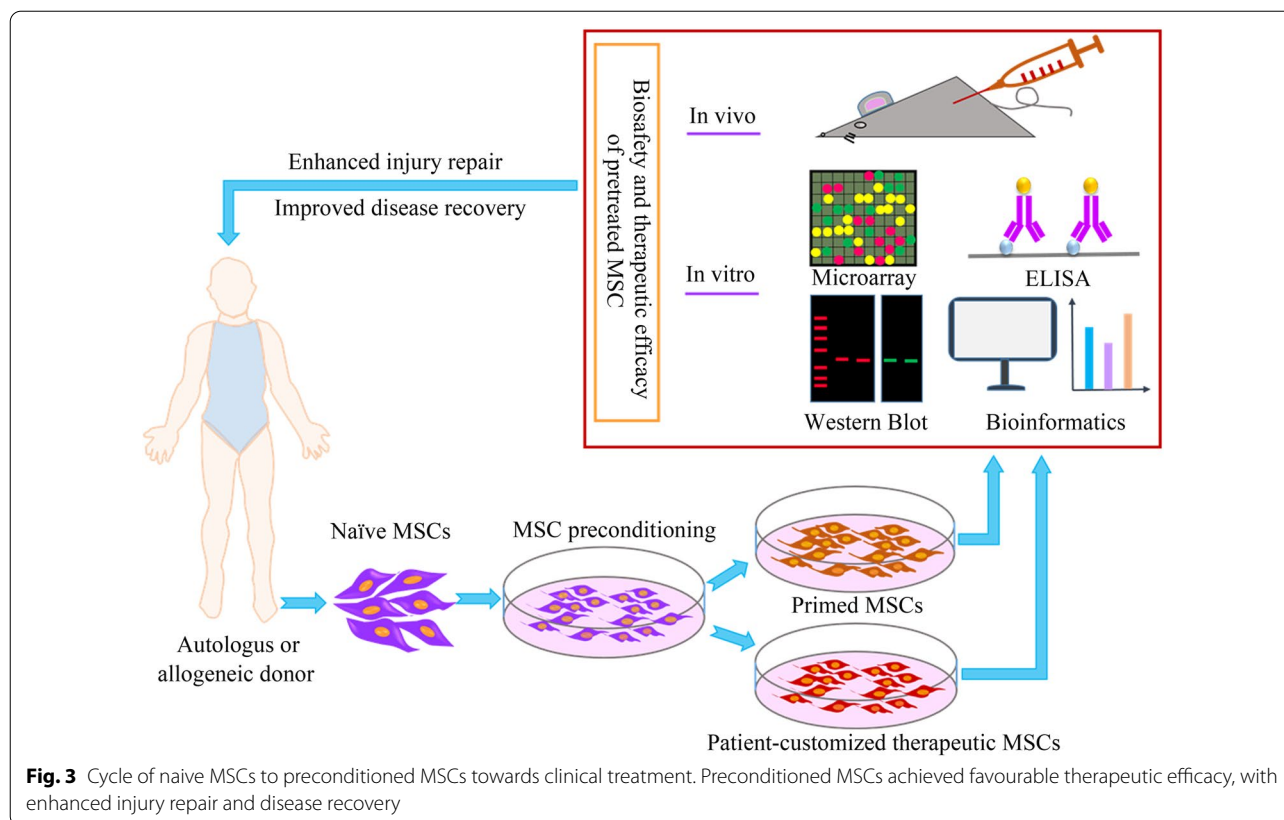 Biosafety and therapeutic efficacy
of pretreated MSC
In vivo
In vitro
Microarray
ELISA
Western Blot
Bioinformatics
Enhanced injury repair
Improved disease recovery
Autologus or
allogeneic donor
Naïve MSCs
MSC preconditioning
Primed MSCs
Patient-customized therapeutic MSCs
Fig. 3 Cycle of naive MSCs to preconditioned MSCs towards clinical treatment. Preconditioned MSCs achieved favourable therapeutic efficacy, with
enhanced injury repair and disease recovery